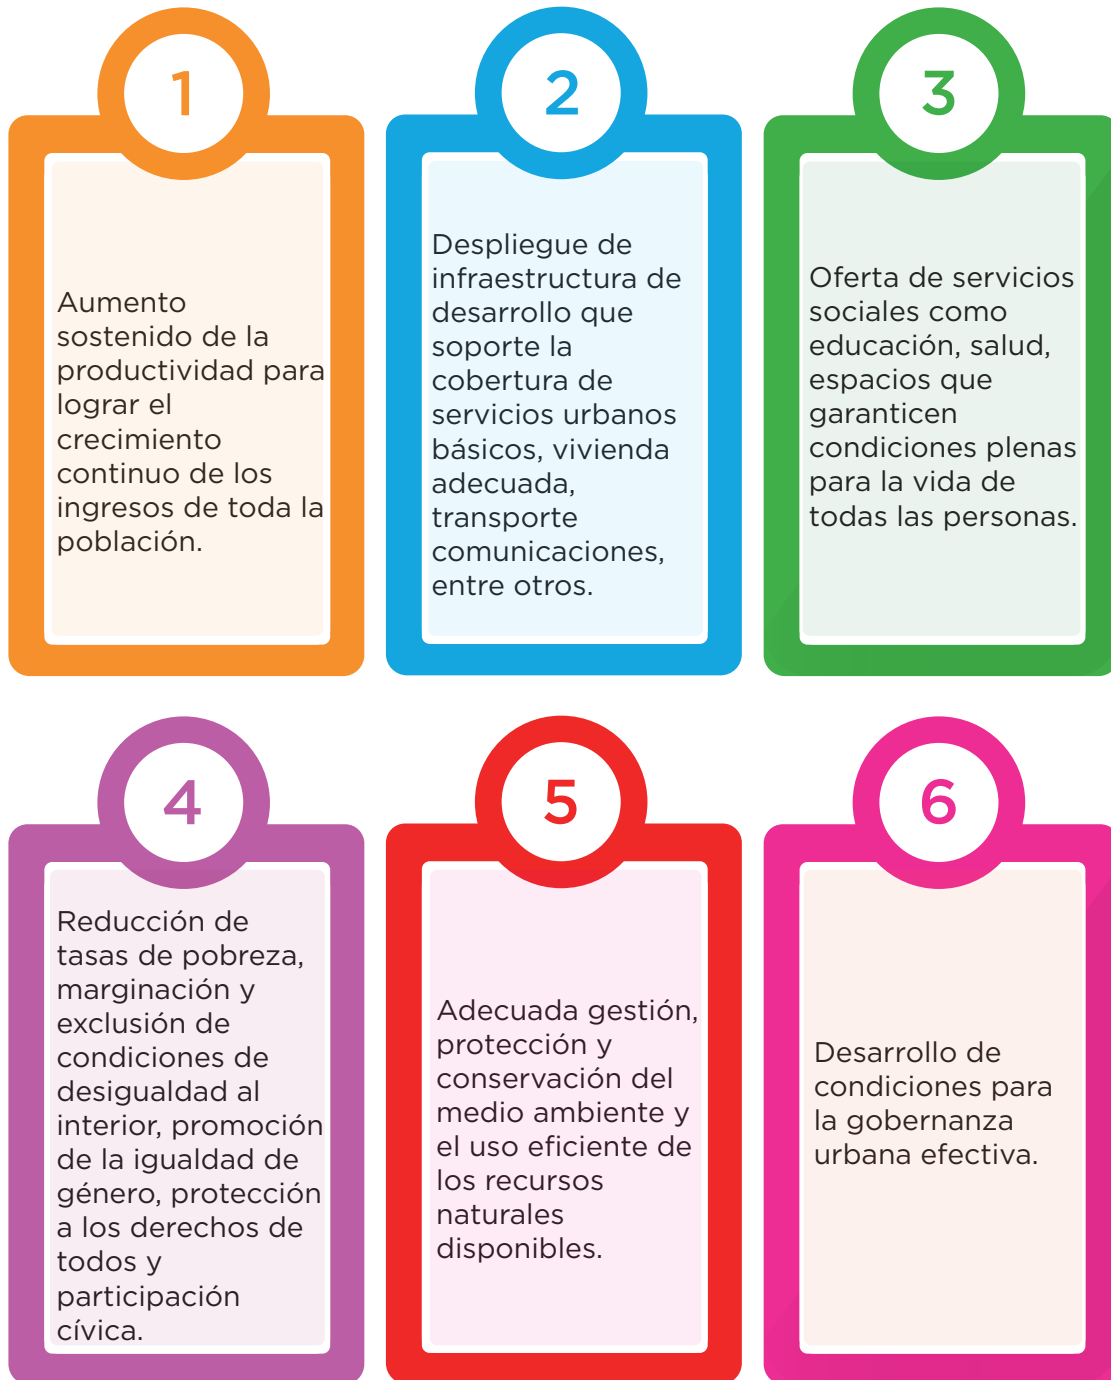 1
Aumento
sostenido de la
productividad para
lograr el
crecimiento
continuo de los
ingresos de toda la
población.
2
Despliegue de
infraestructura de
desarrollo que
soporte la
cobertura de
servicios urbanos
básicos, vivienda
adecuada,
transporte
comunicaciones,
entre otros.
3
Oferta de servicios
sociales como
educación, salud,
espacios que
garanticen
condiciones plenas
para la vida de
todas las personas.
4
Reducción de
tasas de pobreza,
marginación y
exclusión de
condiciones de
desigualdad al
interior, promoción
de la igualdad de
género, protección
a los derechos de
todos y
participación
cívica.
5
Adecuada gestión,
protección y
conservación del
medio ambiente y
el uso eficiente de
los recursos
naturales
disponibles.
6
Desarrollo de
condiciones para
la gobernanza
urbana efectiva.